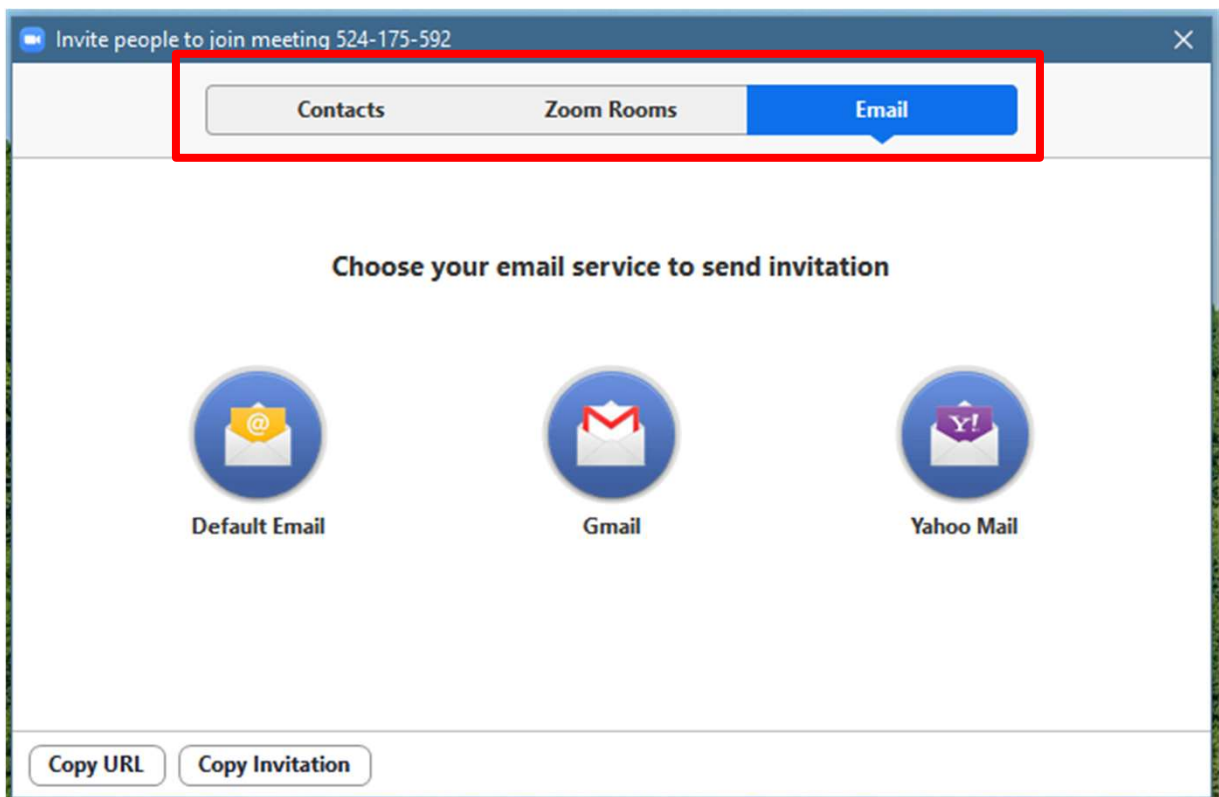 Invite people to join meeting 524-175-592
Contacts Zoom Rooms Email
Choose your email service to send invitation
@ Y!
Default Email Gmail Yahoo Mail
Copy URL Copy Invitation